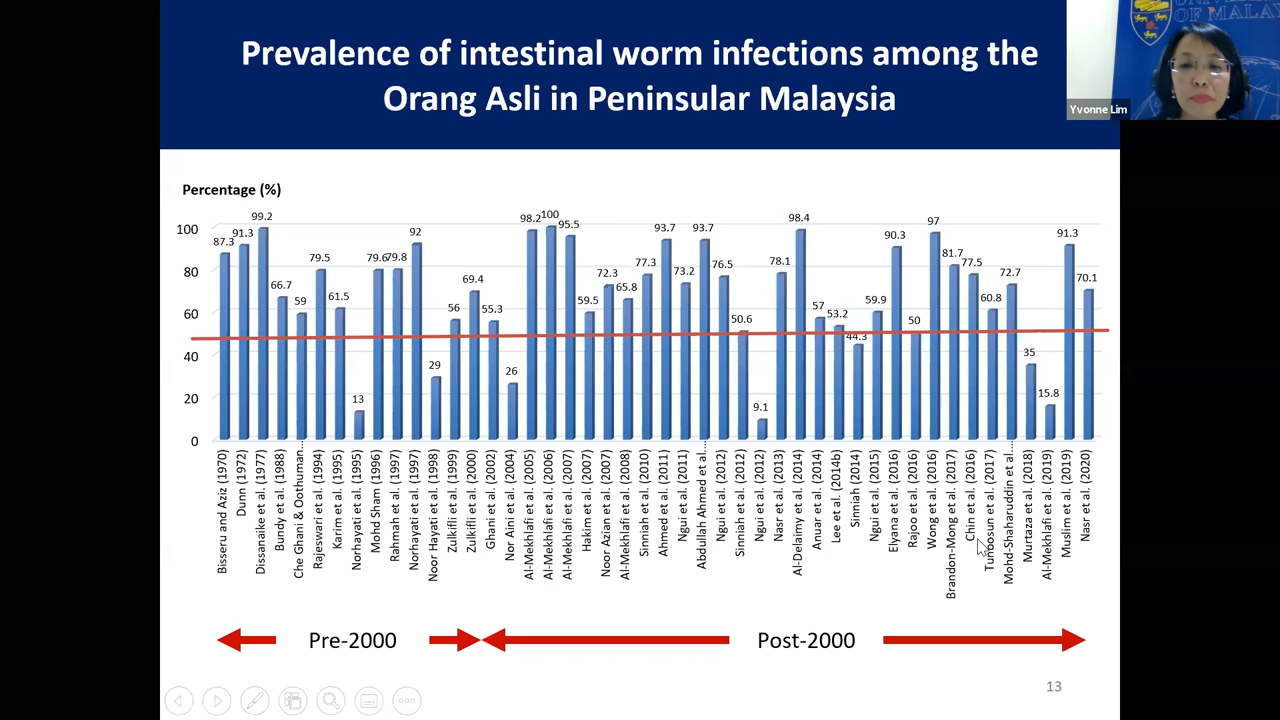 Prevalence of intestinal worm infections among the
Orang Asli in Peninsular Malaysia
UNIVERSI
OF MALAY
Yvonne Lim
Percentage (%)
100
80
60
40
20
0
87.3
91.3
99.2
66.7
59
79.5
61.5
13
79.6
79.8
92
29
56
69.4
55.3
26
98.2
100
95.5
59.5
72.3
65.8
77.3
93.7
73.2
93.7
76.5
50.6
9.1
78.1
98.4
57
53.2
44.3
59.9
90.3
50
97
81.7
77.5
60.8
72.7
35
15.8
91.3
70.1
Bisseru and Aziz (1970)
Dunn (1972)
Dissanaike et al. (1977)
Bundy et al. (1988)
Che Ghani & Oothuman…
Rajeswari et al. (1994)
Karim et al. (1995)
Norhayati et al. (1995)
Mohd Sham (1996)
Rahmah et al. (1997)
Norhayati et al. (1997)
Noor Hayati et al. (1998)
Zulkifli et al. (1999)
Zulkifli et al. (2000)
Ghani et al. (2002)
Nor Aini et al. (2004)
Al-Mekhlafi et al. (2005)
Al-Mekhlafi et al. (2006)
Al-Mekhlafi et al. (2007)
Hakim et al. (2007)
Noor Azian et al. (2007)
Al-Mekhlafi et al. (2008)
Sinniah et al. (2010)
Ahmed et al. (2011)
Ngui et al. (2011)
Abdullah Ahmed et al.…
Ngui et al. (2012)
Sinniah et al. (2012)
Ngui et al. (2012)
Nasr et al. (2013)
Al-Delaimy et al. (2014)
Anuar et al. (2014)
Lee et al. (2014b)
Sinniah (2014)
Ngui et al. (2015)
Elyana et al. (2016)
Rajoo et al. (2016)
Wong et al. (2016)
Brandon-Mong et al. (2017)
Chin et al. (2016)
et al. (2017)
Mohd-Shaharuddin et al.…
Murtaza et al. (2018)
Al-Mekhlafi et al. (2019)
Muslim et al. (2019)
Nasr et al. (2020)
Pre-2000
Post-2000
13